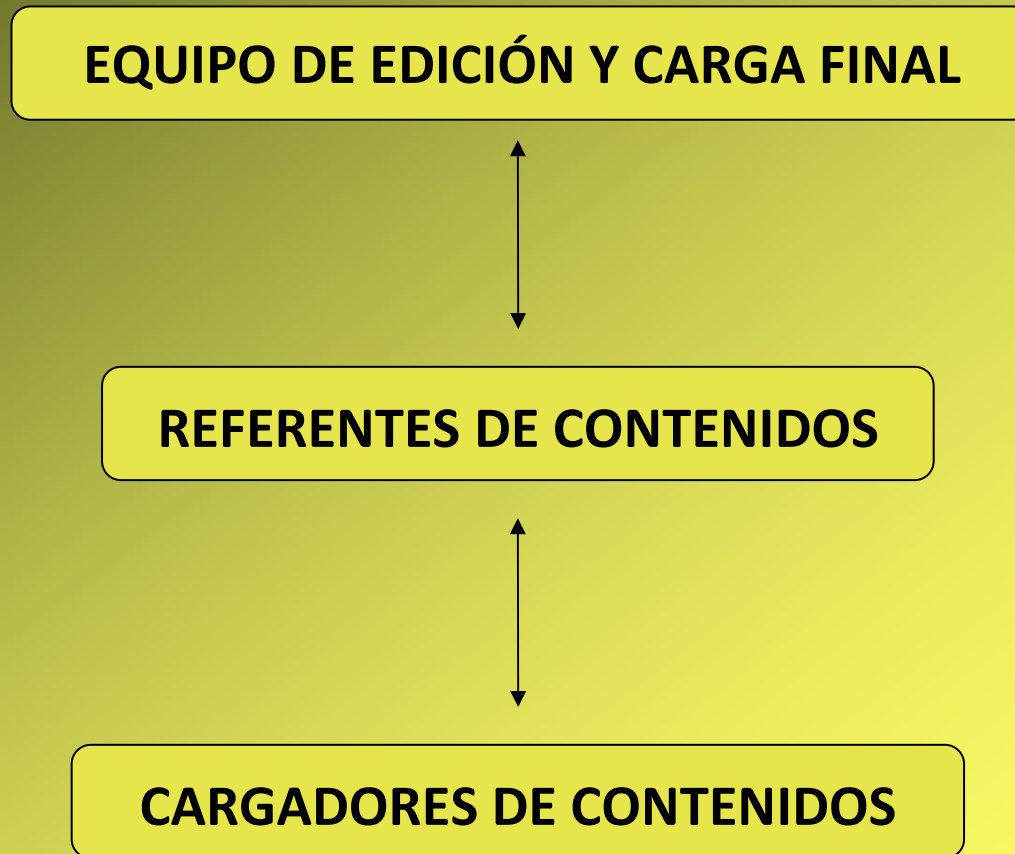 EQUIPO DE EDICIÓN Y CARGA FINAL
REFERENTES DE CONTENIDOS
CARGADORES DE CONTENIDOS